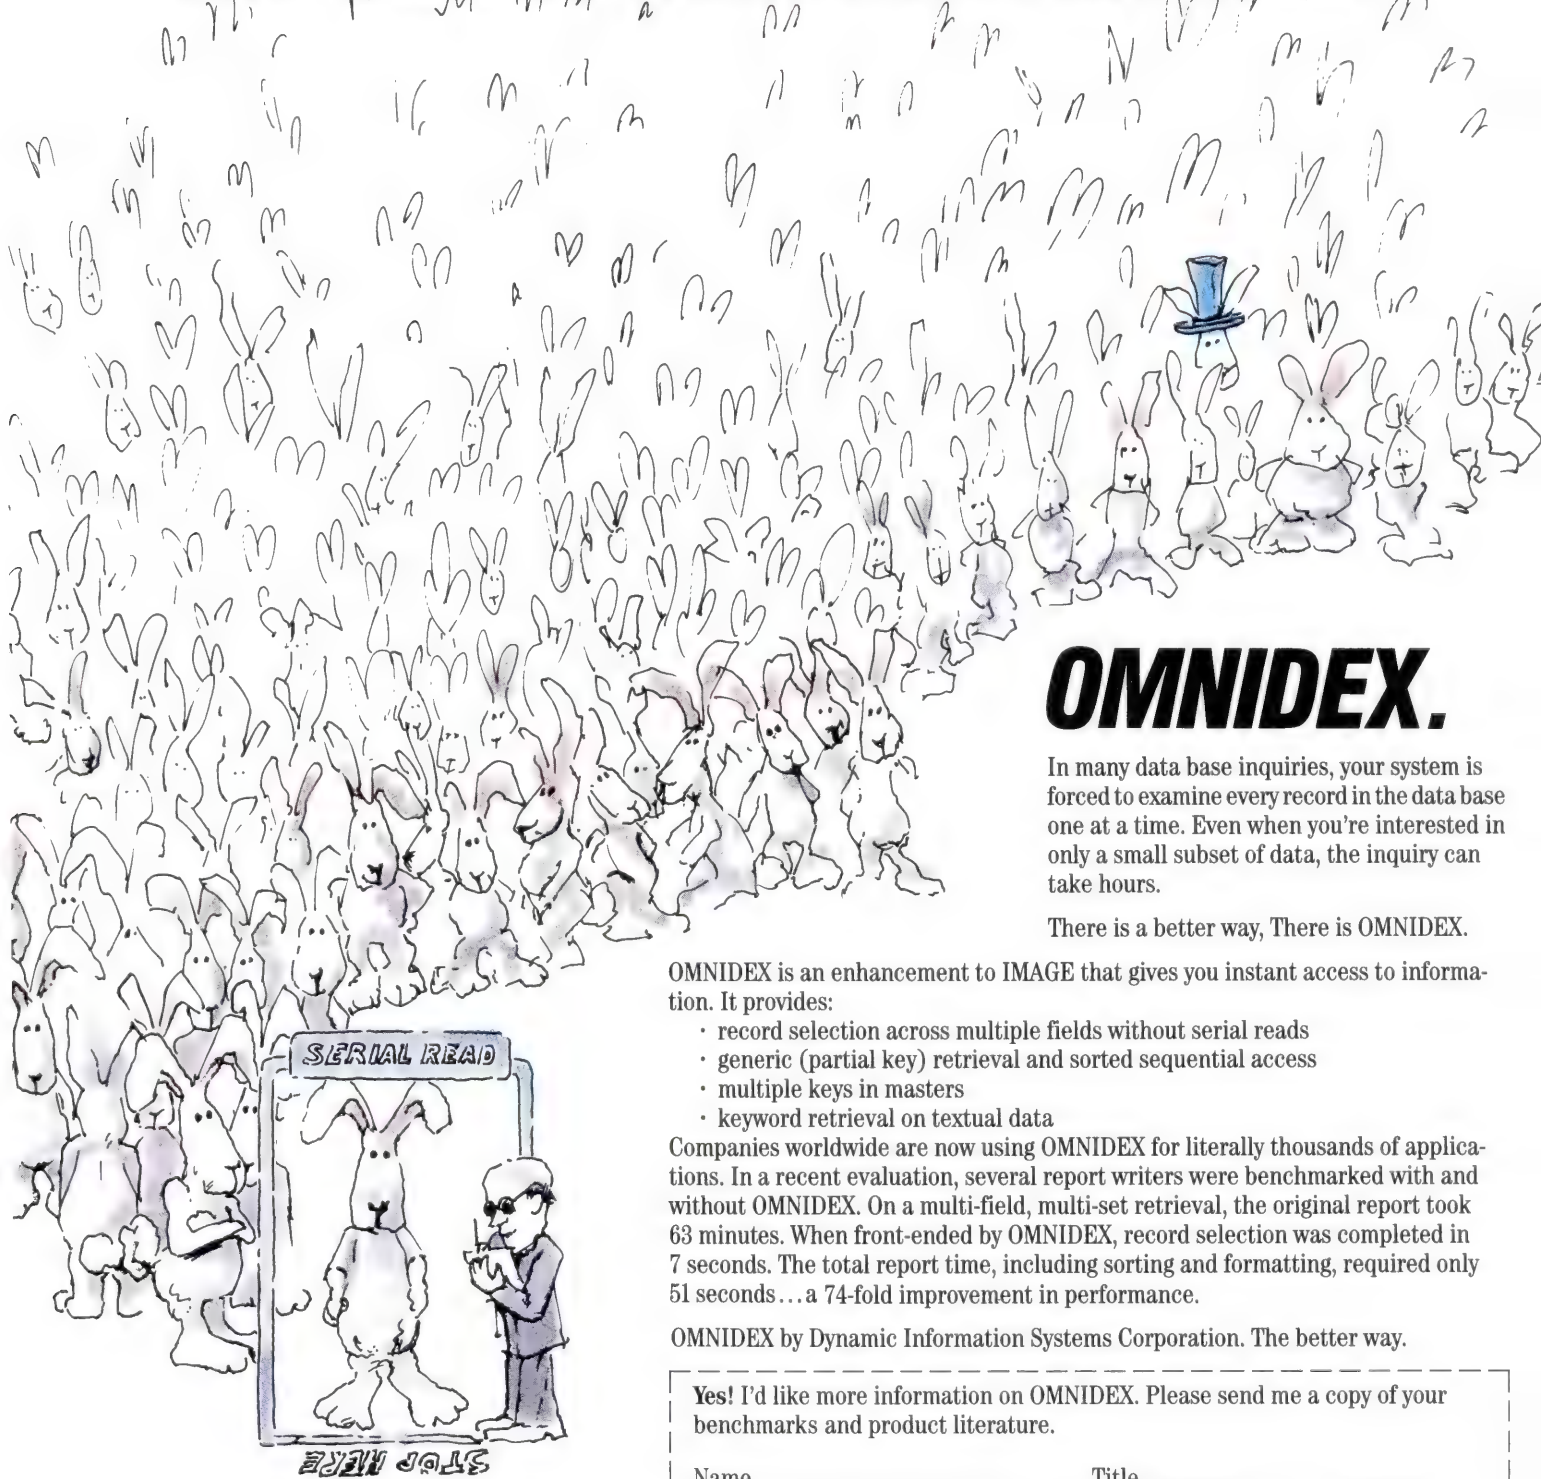 OMNIDEX.
In many data base inquiries, your system is
forced to examine every record in the data base
one at a time. Even when you're interested in
only a small subset of data, the inquiry can
take hours.
There is a better way, There is OMNIDEX.
OMNIDEX is an enhancement to IMAGE that gives you instant access to informa-
tion. It provides:
· record selection across multiple fields without serial reads
· generic (partial key) retrieval and sorted sequential access
· multiple keys in masters
· keyword retrieval on textual data
Companies worldwide are now using OMNIDEX for literally thousands of applica-
tions. In a recent evaluation, several report writers were benchmarked with and
without OMNIDEX. On a multi-field, multi-set retrieval, the original report took
63 minutes. When front-ended by OMNIDEX, record selection was completed in
7 seconds. The total report time, including sorting and formatting, required only
51 seconds...a 74-fold improvement in performance.
OMNIDEX by Dynamic Information Systems Corporation. The better way.
SERIAL READ
STOP HERE
Yes! I'd like more information on OMNIDEX. Please send me a copy of your
benchmarks and product literature.
Name Title